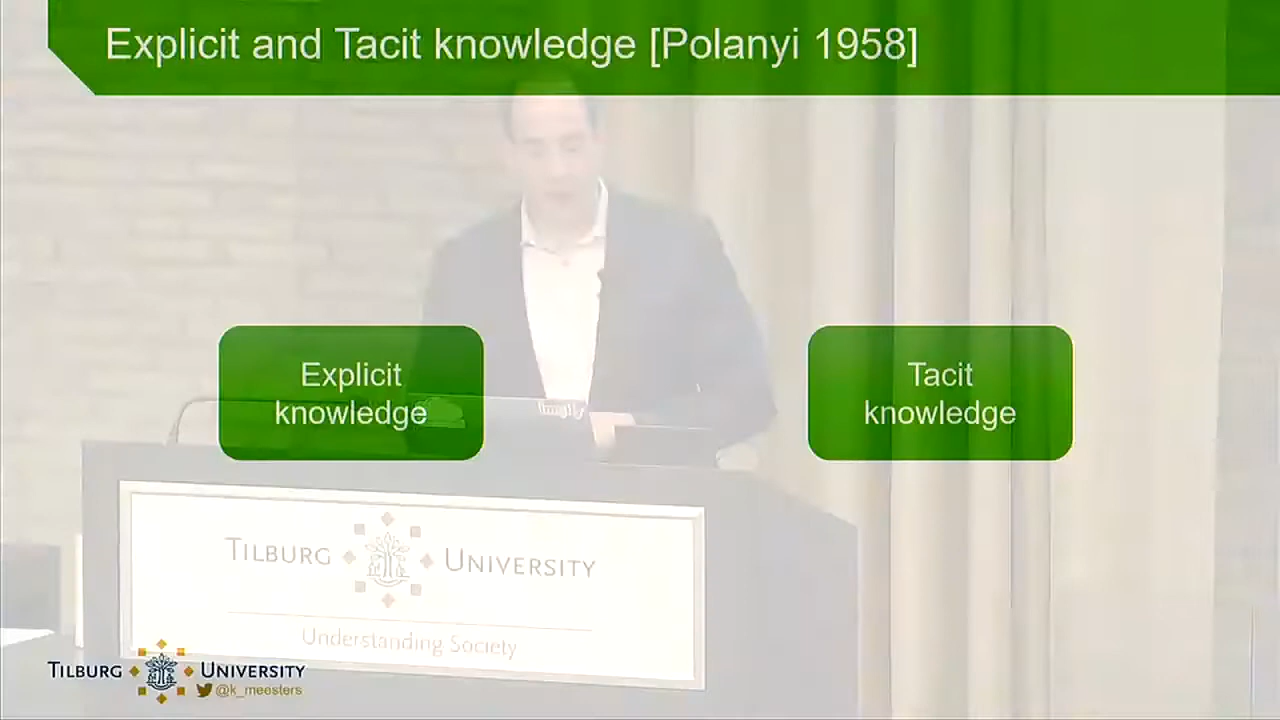 Explicit and Tacit knowledge [Polanyi 1958]
Explicit
knowledge
Tacit
knowledge
TILBURG UNIVERSITY
Understanding Society
TILBURG UNIVERSITY
@k_meesters